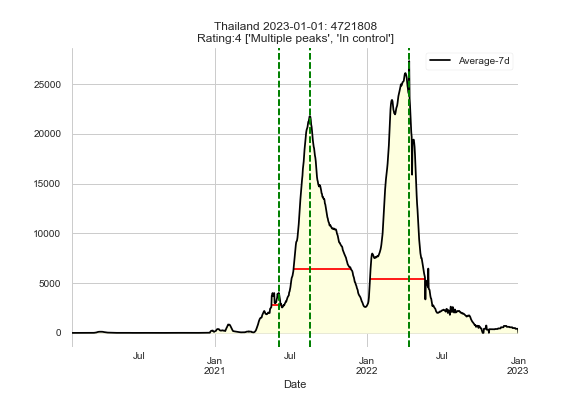 Thailand 2023-01-01: 4721808
Rating:4 ['Multiple peaks', 'In control']
Average-7d
25000
20000
15000
10000
5000
0
Jul
Jan
2021
Jul
Jan
2022
Jul
Jan
2023
Date